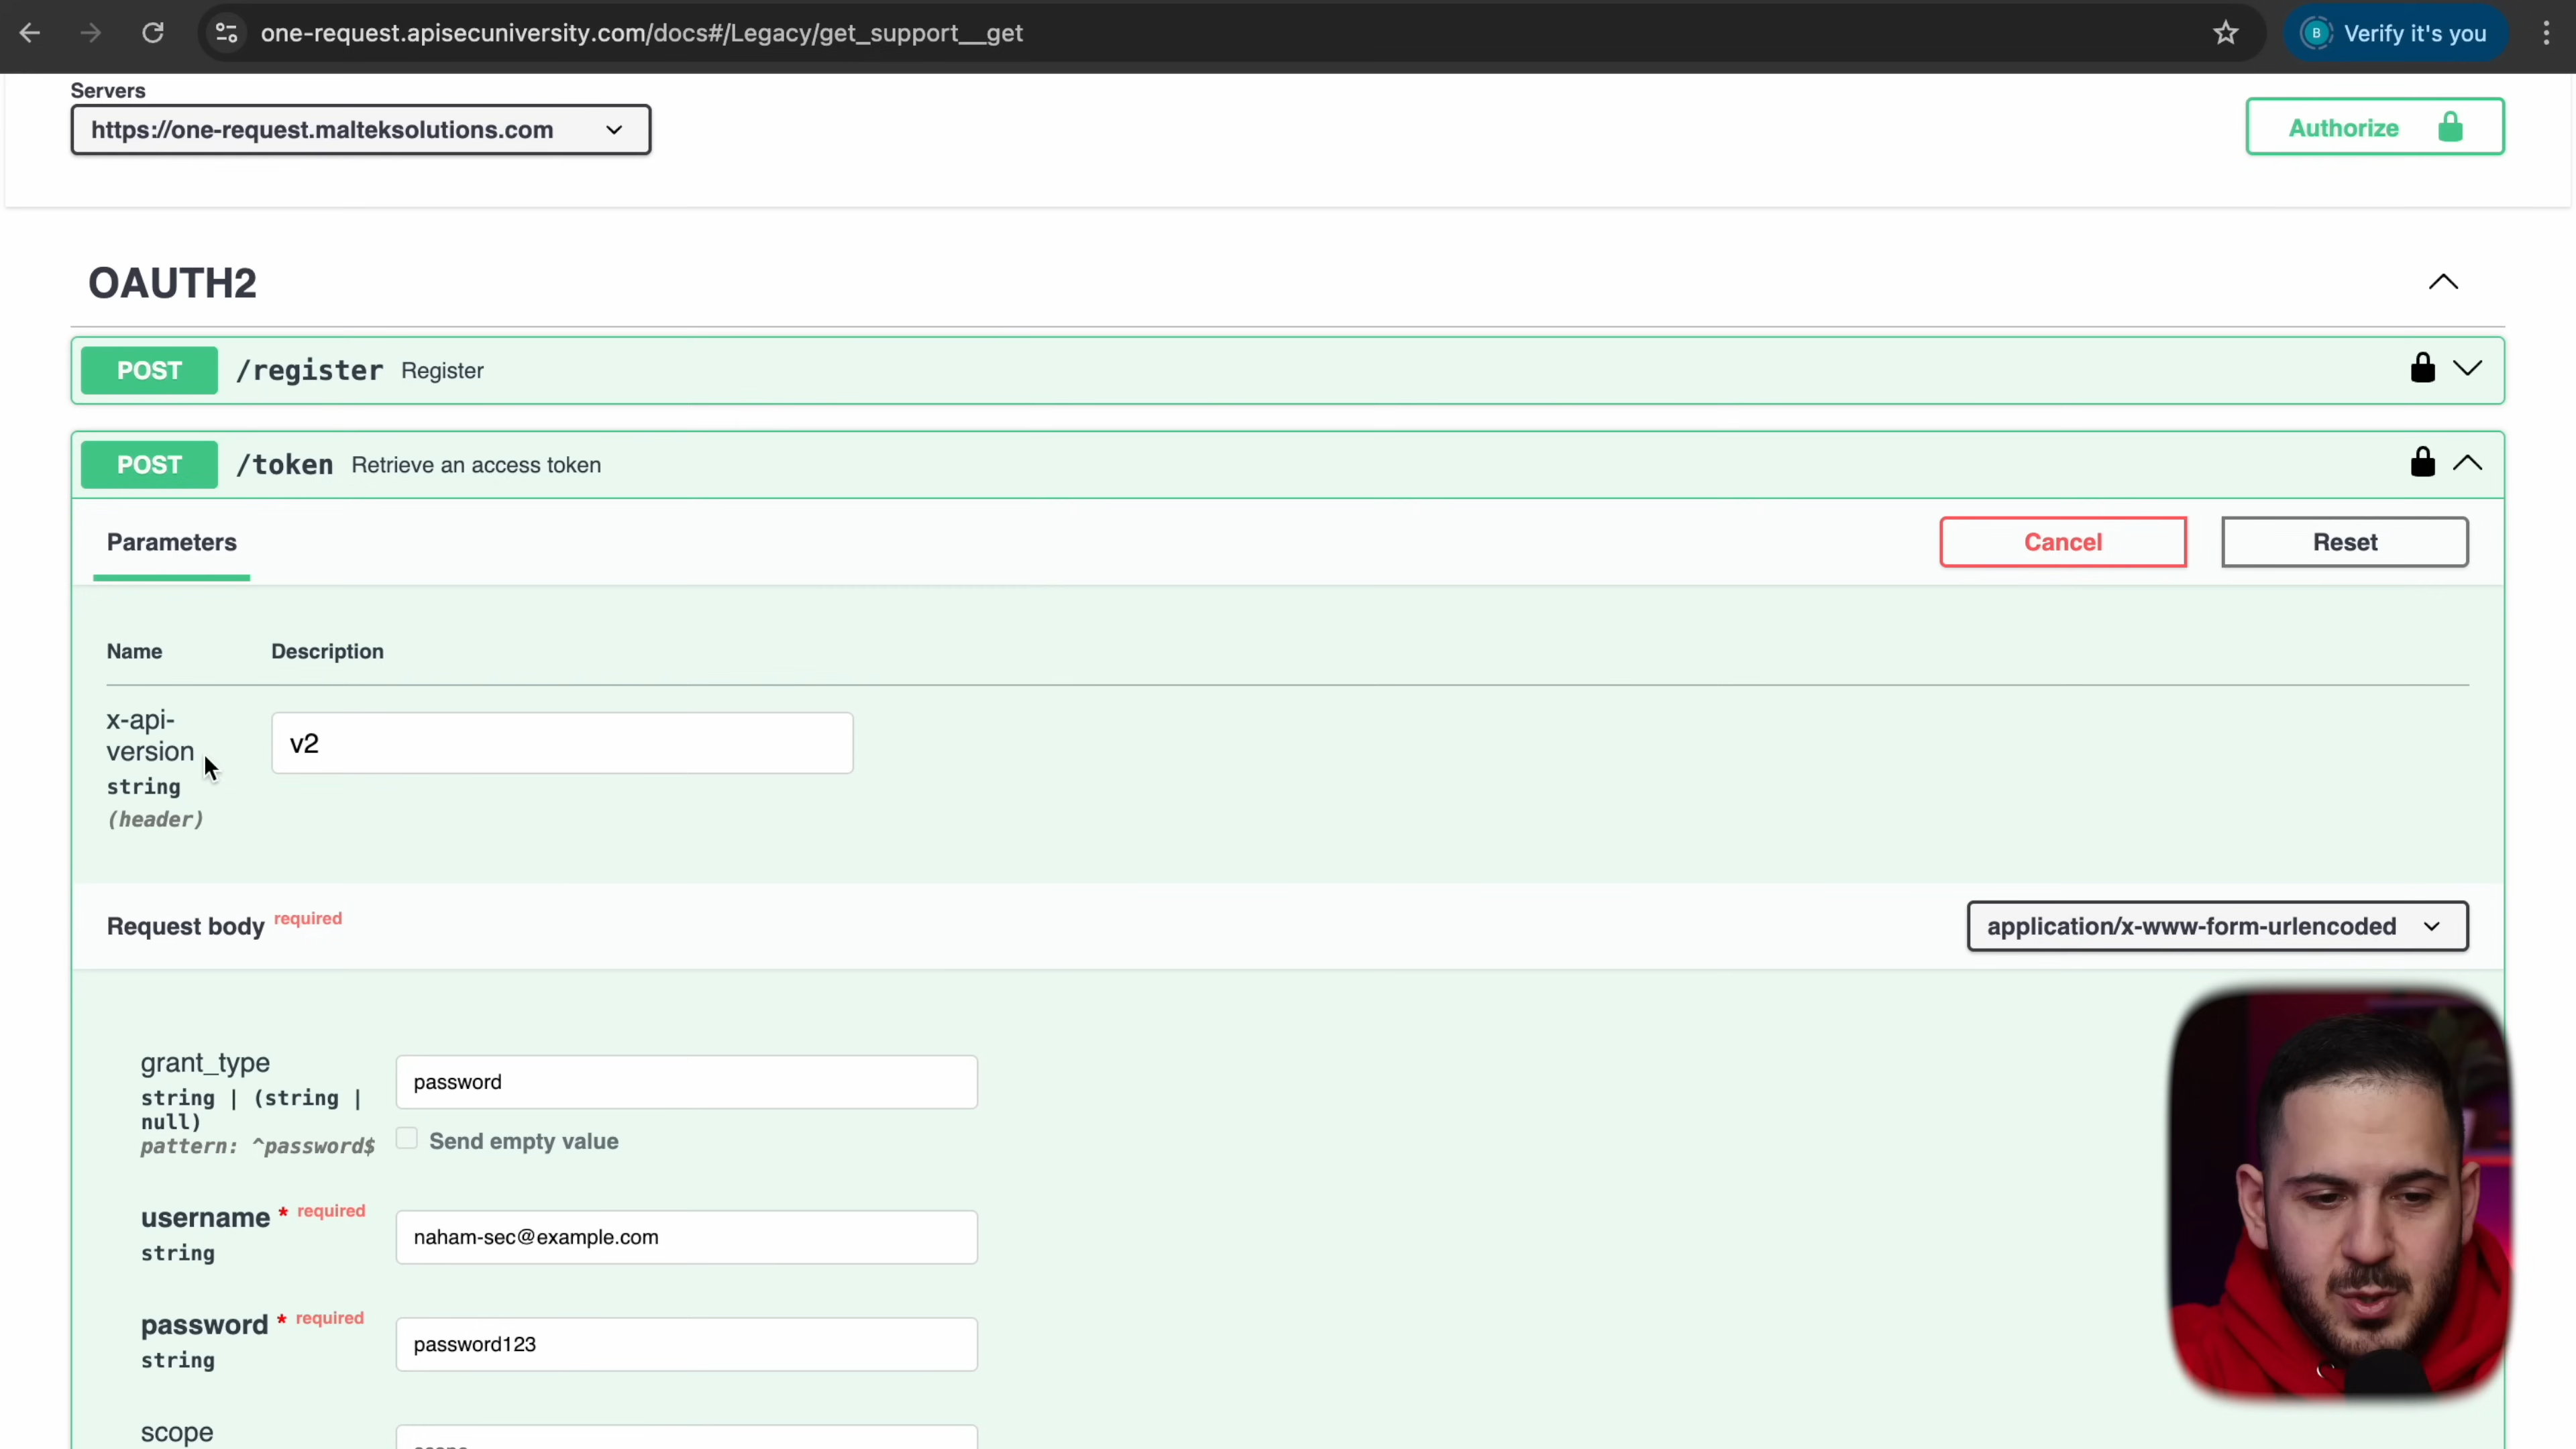 one-request.apisecuniversity.com/docs#/Legacy/get_support__get
B Verify it's you
Servers
https://one-request.malteksolutions.com
Authorize
OAUTH2
POST /register Register
POST /token Retrieve an access token
Parameters
Cancel
Reset
Name Description
x-api-
version
v2
string
(header)
Request body required
application/x-www-form-urlencoded
grant_type
password
string | (string |
null)
pattern: ^password$
Send empty value
username * required
string
naham-sec@example.com
password * required
string
password123
scope